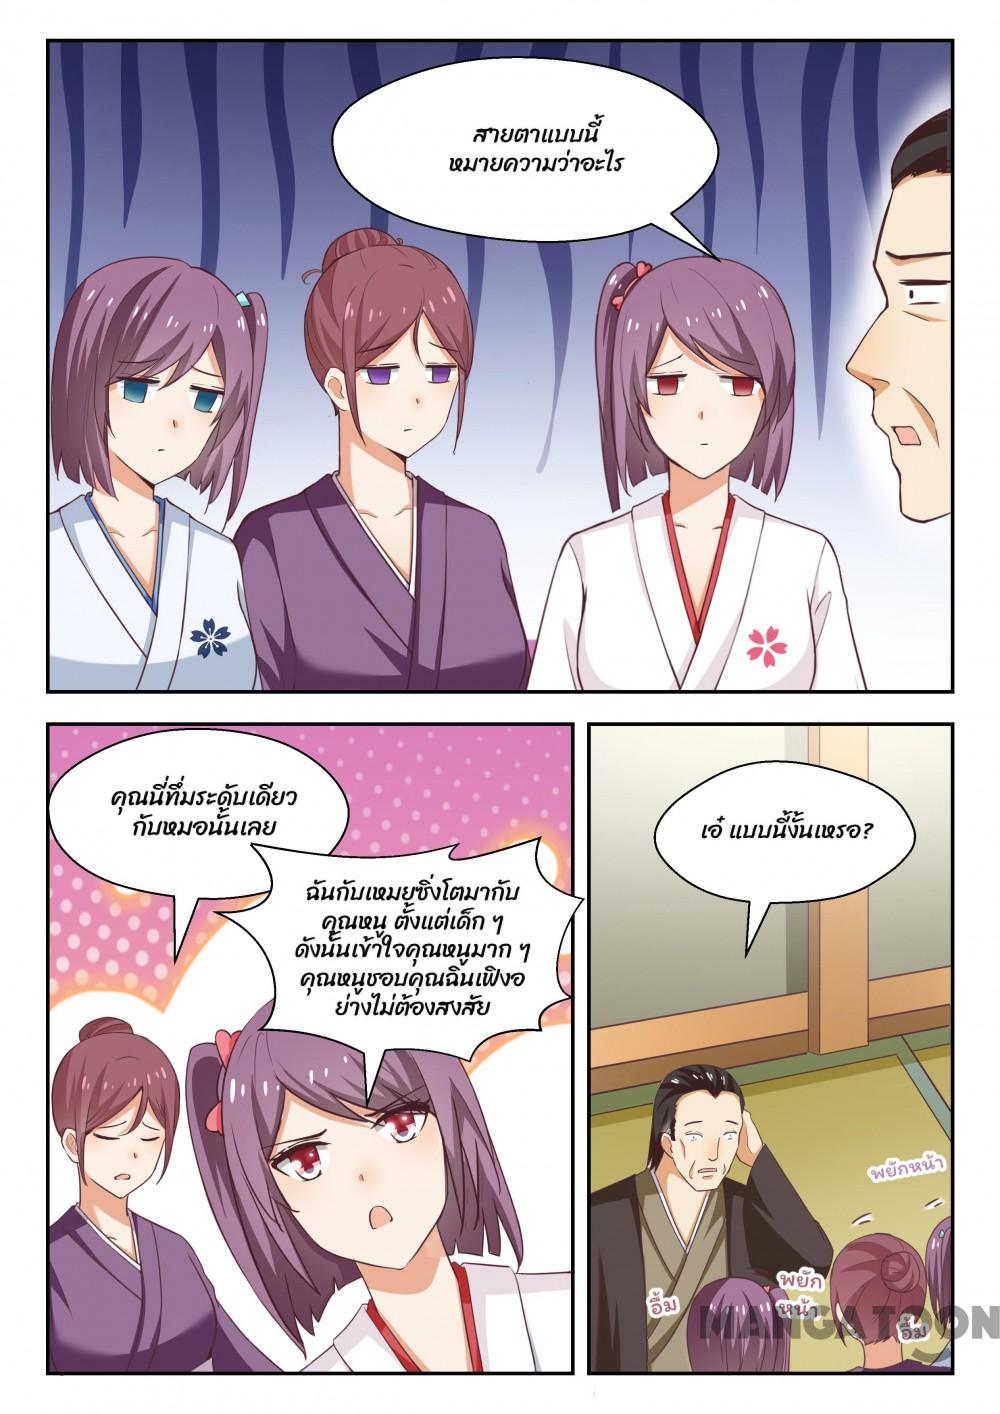 สายตาแบบนี้
หมายความว่าอะไร
คุณนี่ทึ่มระดับเดียว
กับหมอนั่นเลย
ฉันกับเหมยซิ่งโตมากับ
คุณหนู ตั้งแต่เด็ก ๆ
ดังนั้นเข้าใจคุณหนูมาก ๆ
คุณหนูชอบคุณฉินเฟิงอ
ย่างไม่ต้องสงสัย
เอ๋ แบบนี้งั้นเหรอ?
พยักหน้า
พยัก
หน้า
อื้ม
อื้ม
MANGATOON